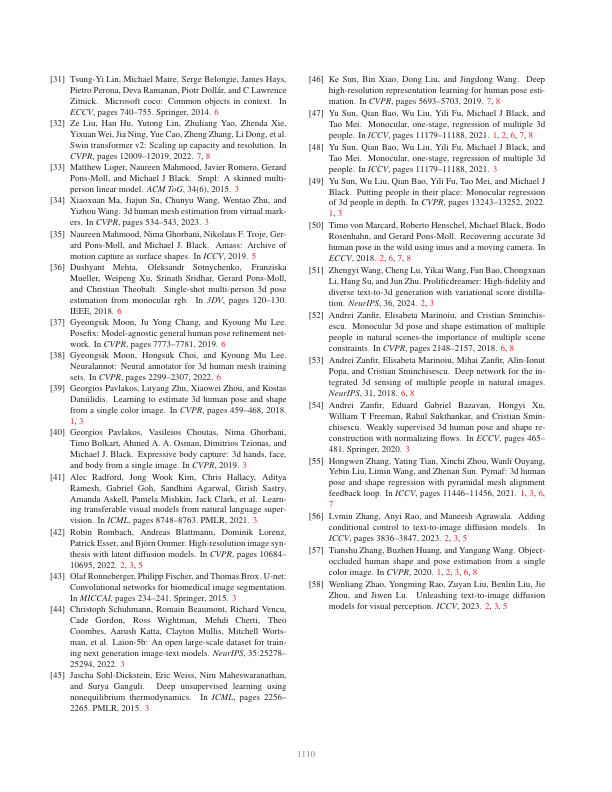 [31] Tsung-Yi Lin, Michael Maire, Serge Belongie, James Hays,
Pietro Perona, Deva Ramanan, Piotr Dollár, and C Lawrence
Zitnick. Microsoft coco: Common objects in context. In
ECCV, pages 740–755. Springer, 2014. 6
[32] Ze Liu, Han Hu, Yutong Lin, Zhuliang Yao, Zhenda Xie,
Yixuan Wei, Jia Ning, Yue Cao, Zheng Zhang, Li Dong, et al.
Swin transformer v2: Scaling up capacity and resolution. In
CVPR, pages 12009–12019, 2022. 7, 8
[33] Matthew Loper, Naureen Mahmood, Javier Romero, Gerard
Pons-Moll, and Michael J Black. Smpl: A skinned multi-
person linear model. ACM ToG, 34(6), 2015. 3
[34] Xiaoxuan Ma, Jiajun Su, Chunyu Wang, Wentao Zhu, and
Yizhou Wang. 3d human mesh estimation from virtual mark-
ers. In CVPR, pages 534–543, 2023. 3
[35] Naureen Mahmood, Nima Ghorbani, Nikolaus F. Troje, Ger-
ard Pons-Moll, and Michael J. Black. Amass: Archive of
motion capture as surface shapes. In ICCV, 2019. 5
[36] Dushyant Mehta, Oleksandr Sotnychenko, Franziska
Mueller, Weipeng Xu, Srinath Sridhar, Gerard Pons-Moll,
and Christian Theobalt. Single-shot multi-person 3d pose
estimation from monocular rgb. In 3DV, pages 120–130.
IEEE, 2018. 6
[37] Gyeongsik Moon, Ju Yong Chang, and Kyoung Mu Lee.
Posefix: Model-agnostic general human pose refinement net-
work. In CVPR, pages 7773–7781, 2019. 6
[38] Gyeongsik Moon, Hongsuk Choi, and Kyoung Mu Lee.
Neuralannot: Neural annotator for 3d human mesh training
sets. In CVPR, pages 2299–2307, 2022. 6
[39] Georgios Pavlakos, Luyang Zhu, Xiaowei Zhou, and Kostas
Daniilidis. Learning to estimate 3d human pose and shape
from a single color image. In CVPR, pages 459–468, 2018.
1, 3
[40] Georgios Pavlakos, Vasileios Choutas, Nima Ghorbani,
Timo Bolkart, Ahmed A. A. Osman, Dimitrios Tzionas, and
Michael J. Black. Expressive body capture: 3d hands, face,
and body from a single image. In CVPR, 2019. 3
[41] Alec Radford, Jong Wook Kim, Chris Hallacy, Aditya
Ramesh, Gabriel Goh, Sandhini Agarwal, Girish Sastry,
Amanda Askell, Pamela Mishkin, Jack Clark, et al. Learn-
ing transferable visual models from natural language super-
vision. In ICML, pages 8748–8763. PMLR, 2021. 3
[42] Robin Rombach, Andreas Blattmann, Dominik Lorenz,
Patrick Esser, and Björn Ommer. High-resolution image syn-
thesis with latent diffusion models. In CVPR, pages 10684–
10695, 2022. 2, 3, 5
[43] Olaf Ronneberger, Philipp Fischer, and Thomas Brox. U-net:
Convolutional networks for biomedical image segmentation.
In MICCAI, pages 234–241. Springer, 2015. 3
[44] Christoph Schuhmann, Romain Beaumont, Richard Vencu,
Cade Gordon, Ross Wightman, Mehdi Cherti, Theo
Coombes, Aarush Katta, Clayton Mullis, Mitchell Worts-
man, et al. Laion-5b: An open large-scale dataset for train-
ing next generation image-text models. NeurIPS, 35:25278–
25294, 2022. 3
[45] Jascha Sohl-Dickstein, Eric Weiss, Niru Maheswaranathan,
and Surya Ganguli. Deep unsupervised learning using
nonequilibrium thermodynamics. In ICML, pages 2256–
2265. PMLR, 2015. 3
[46] Ke Sun, Bin Xiao, Dong Liu, and Jingdong Wang. Deep
high-resolution representation learning for human pose esti-
mation. In CVPR, pages 5693–5703, 2019. 7, 8
[47] Yu Sun, Qian Bao, Wu Liu, Yili Fu, Michael J Black, and
Tao Mei. Monocular, one-stage, regression of multiple 3d
people. In ICCV, pages 11179–11188, 2021. 1, 2, 6, 7, 8
[48] Yu Sun, Qian Bao, Wu Liu, Yili Fu, Michael J Black, and
Tao Mei. Monocular, one-stage, regression of multiple 3d
people. In ICCV, pages 11179–11188, 2021. 3
[49] Yu Sun, Wu Liu, Qian Bao, Yili Fu, Tao Mei, and Michael J
Black. Putting people in their place: Monocular regression
of 3d people in depth. In CVPR, pages 13243–13252, 2022.
1, 3
[50] Timo von Marcard, Roberto Henschel, Michael Black, Bodo
Rosenhahn, and Gerard Pons-Moll. Recovering accurate 3d
human pose in the wild using imus and a moving camera. In
ECCV, 2018. 2, 6, 7, 8
[51] Zhengyi Wang, Cheng Lu, Yikai Wang, Fan Bao, Chongxuan
Li, Hang Su, and Jun Zhu. Prolificdreamer: High-fidelity and
diverse text-to-3d generation with variational score distilla-
tion. NeurIPS, 36, 2024. 2, 3
[52] Andrei Zanfir, Elisabeta Marinoiu, and Cristian Sminchis-
escu. Monocular 3d pose and shape estimation of multiple
people in natural scenes-the importance of multiple scene
constraints. In CVPR, pages 2148–2157, 2018. 6, 8
[53] Andrei Zanfir, Elisabeta Marinoiu, Mihai Zanfir, Alin-Ionut
Popa, and Cristian Sminchisescu. Deep network for the in-
tegrated 3d sensing of multiple people in natural images.
NeurIPS, 31, 2018. 6, 8
[54] Andrei Zanfir, Eduard Gabriel Bazavan, Hongyi Xu,
William T Freeman, Rahul Sukthankar, and Cristian Smin-
chisescu. Weakly supervised 3d human pose and shape re-
construction with normalizing flows. In ECCV, pages 465–
481. Springer, 2020. 3
[55] Hongwen Zhang, Yating Tian, Xinchi Zhou, Wanli Ouyang,
Yebin Liu, Limin Wang, and Zhenan Sun. Pymaf: 3d human
pose and shape regression with pyramidal mesh alignment
feedback loop. In ICCV, pages 11446–11456, 2021. 1, 3, 6,
7
[56] Lvmin Zhang, Anyi Rao, and Maneesh Agrawala. Adding
conditional control to text-to-image diffusion models. In
ICCV, pages 3836–3847, 2023. 2, 3, 5
[57] Tianshu Zhang, Buzhen Huang, and Yangang Wang. Object-
occluded human shape and pose estimation from a single
color image. In CVPR, 2020. 1, 2, 3, 6, 8
[58] Wenliang Zhao, Yongming Rao, Zuyan Liu, Benlin Liu, Jie
Zhou, and Jiwen Lu. Unleashing text-to-image diffusion
models for visual perception. ICCV, 2023. 2, 3, 5
1110